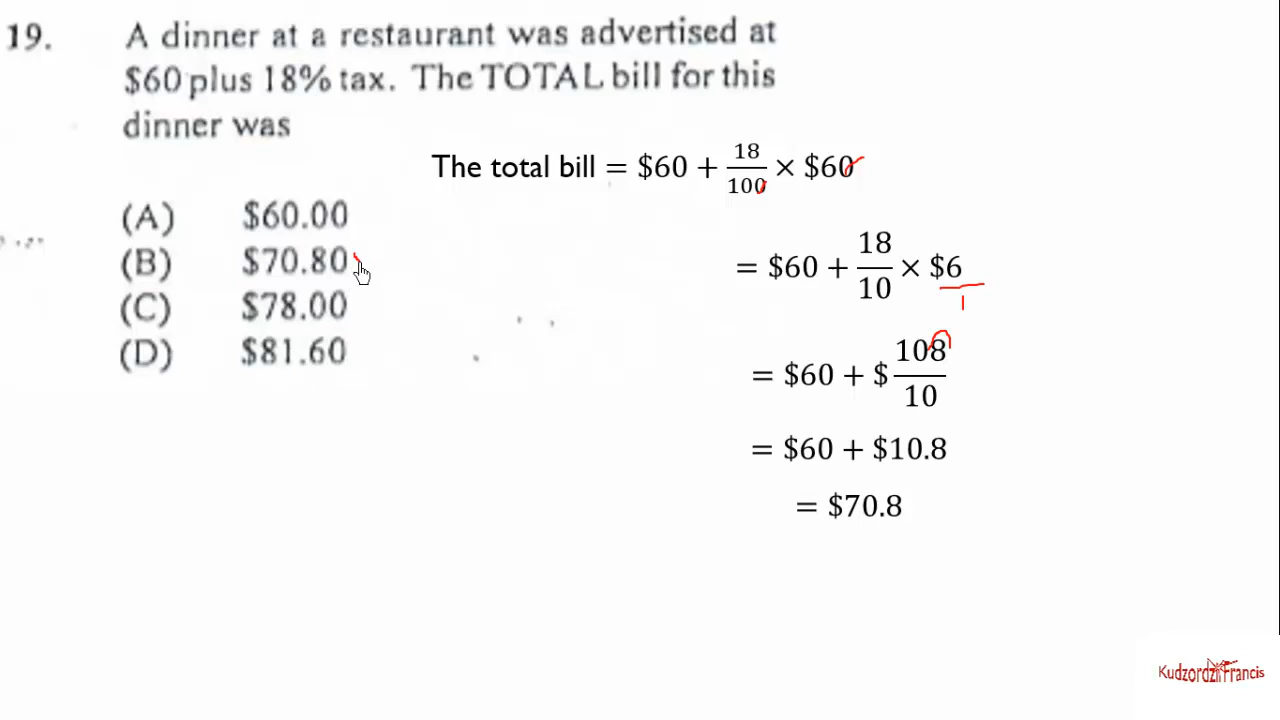 19. A dinner at a restaurant was advertised at
$60 plus 18% tax. The TOTAL bill for this
dinner was
The total bill = $60 + 18/100 × $60
(A) $60.00
(B) $70.80
(C) $78.00
(D) $81.60
= $60 + 18/10 × $6
1
= $60 + $ 108/10
= $60 + $10.8
= $70.8
Kudzordzi Francis